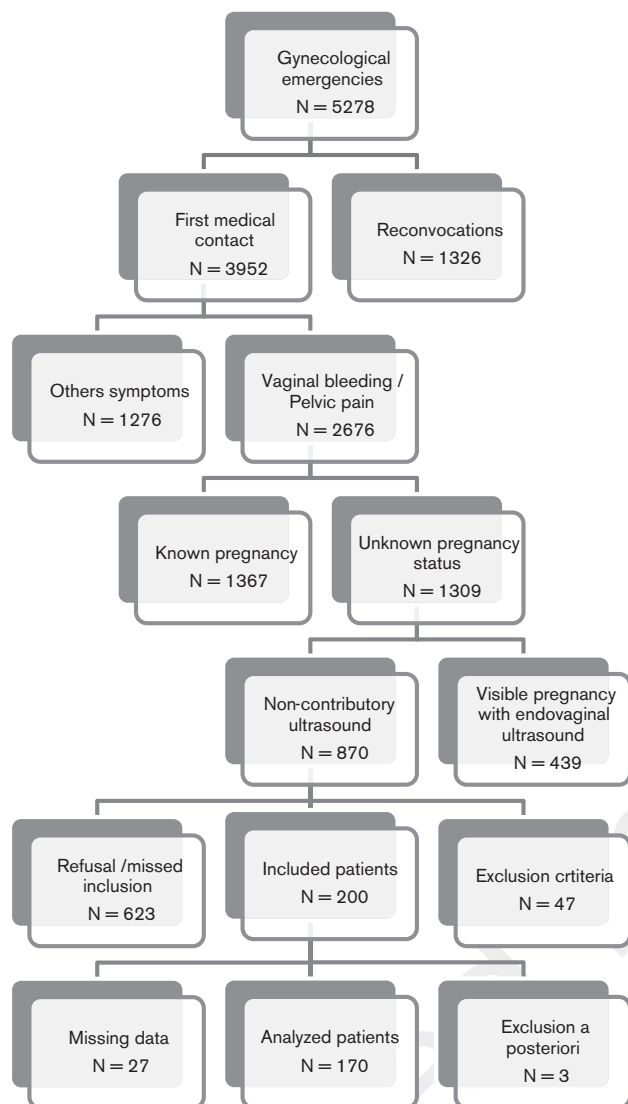 Gynecological
emergencies
N = 5278
First medical
contact
N = 3952
Reconvocations
N = 1326
Others symptoms
N = 1276
Vaginal bleeding /
Pelvic pain
N = 2676
Known pregnancy
N = 1367
Unknown pregnancy
status
N = 1309
Non-contributory
ultrasound
N = 870
Visible pregnancy
with endovaginal
ultrasound
N = 439
Refusal /missed
inclusion
N = 623
Included patients
N = 200
Exclusion crtiteria
N = 47
Missing data
N = 27
Analyzed patients
N = 170
Exclusion a
posteriori
N = 3